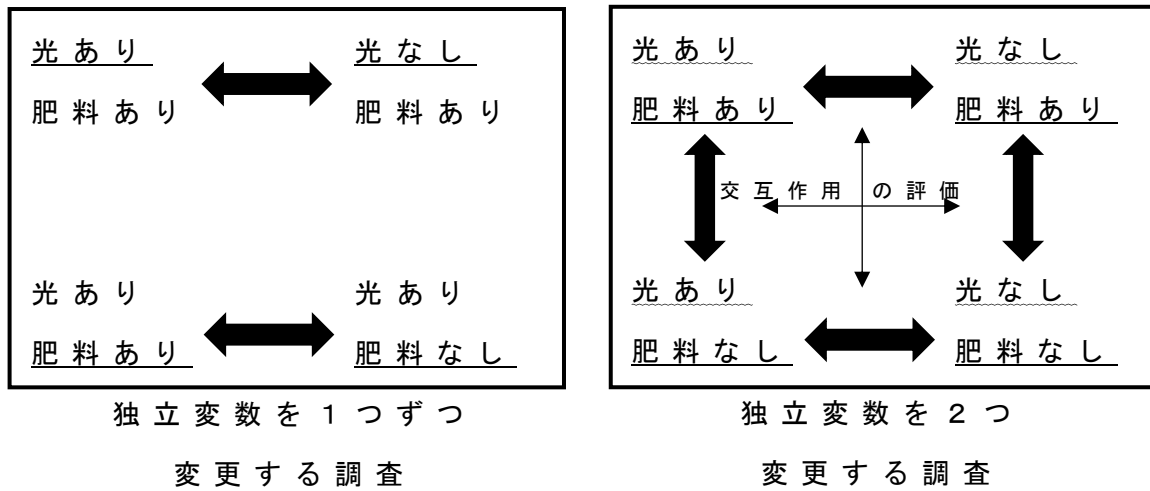 光あり
光なし
肥料あり
肥料あり
光あり
光あり
肥料あり
肥料なし
独立変数を1つずつ
変更する調査
光あり
光なし
肥料あり
肥料あり
交互作用の評価
光あり
光なし
肥料なし
肥料なし
独立変数を2つ
変更する調査